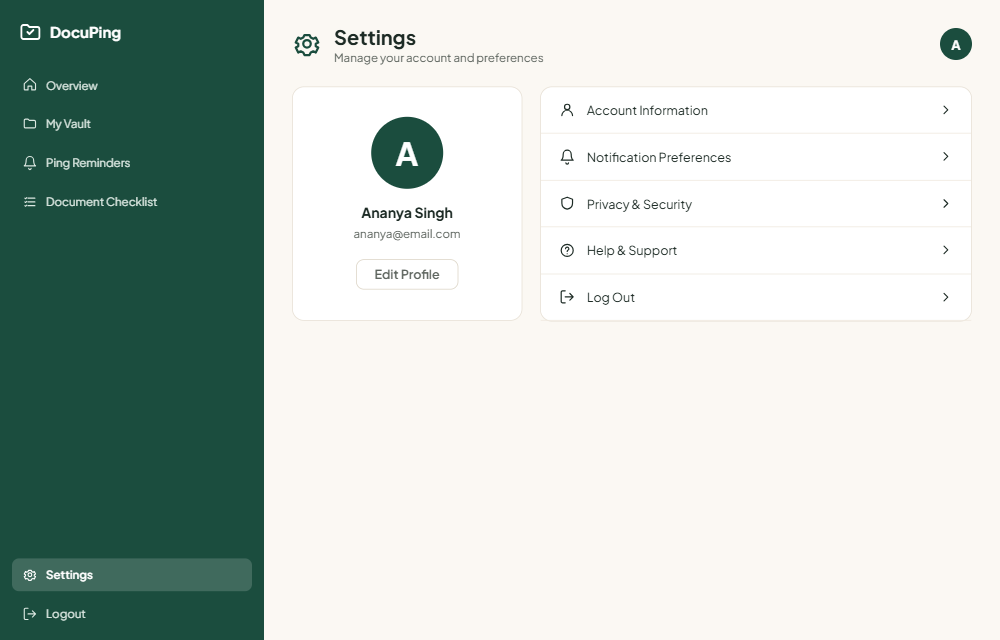 DocuPing
Overview
My Vault
Ping Reminders
Document Checklist
Settings
Logout
Settings
Manage your account and preferences
A
A
Ananya Singh
ananya@email.com
Edit Profile
Account Information
Notification Preferences
Privacy & Security
Help & Support
Log Out